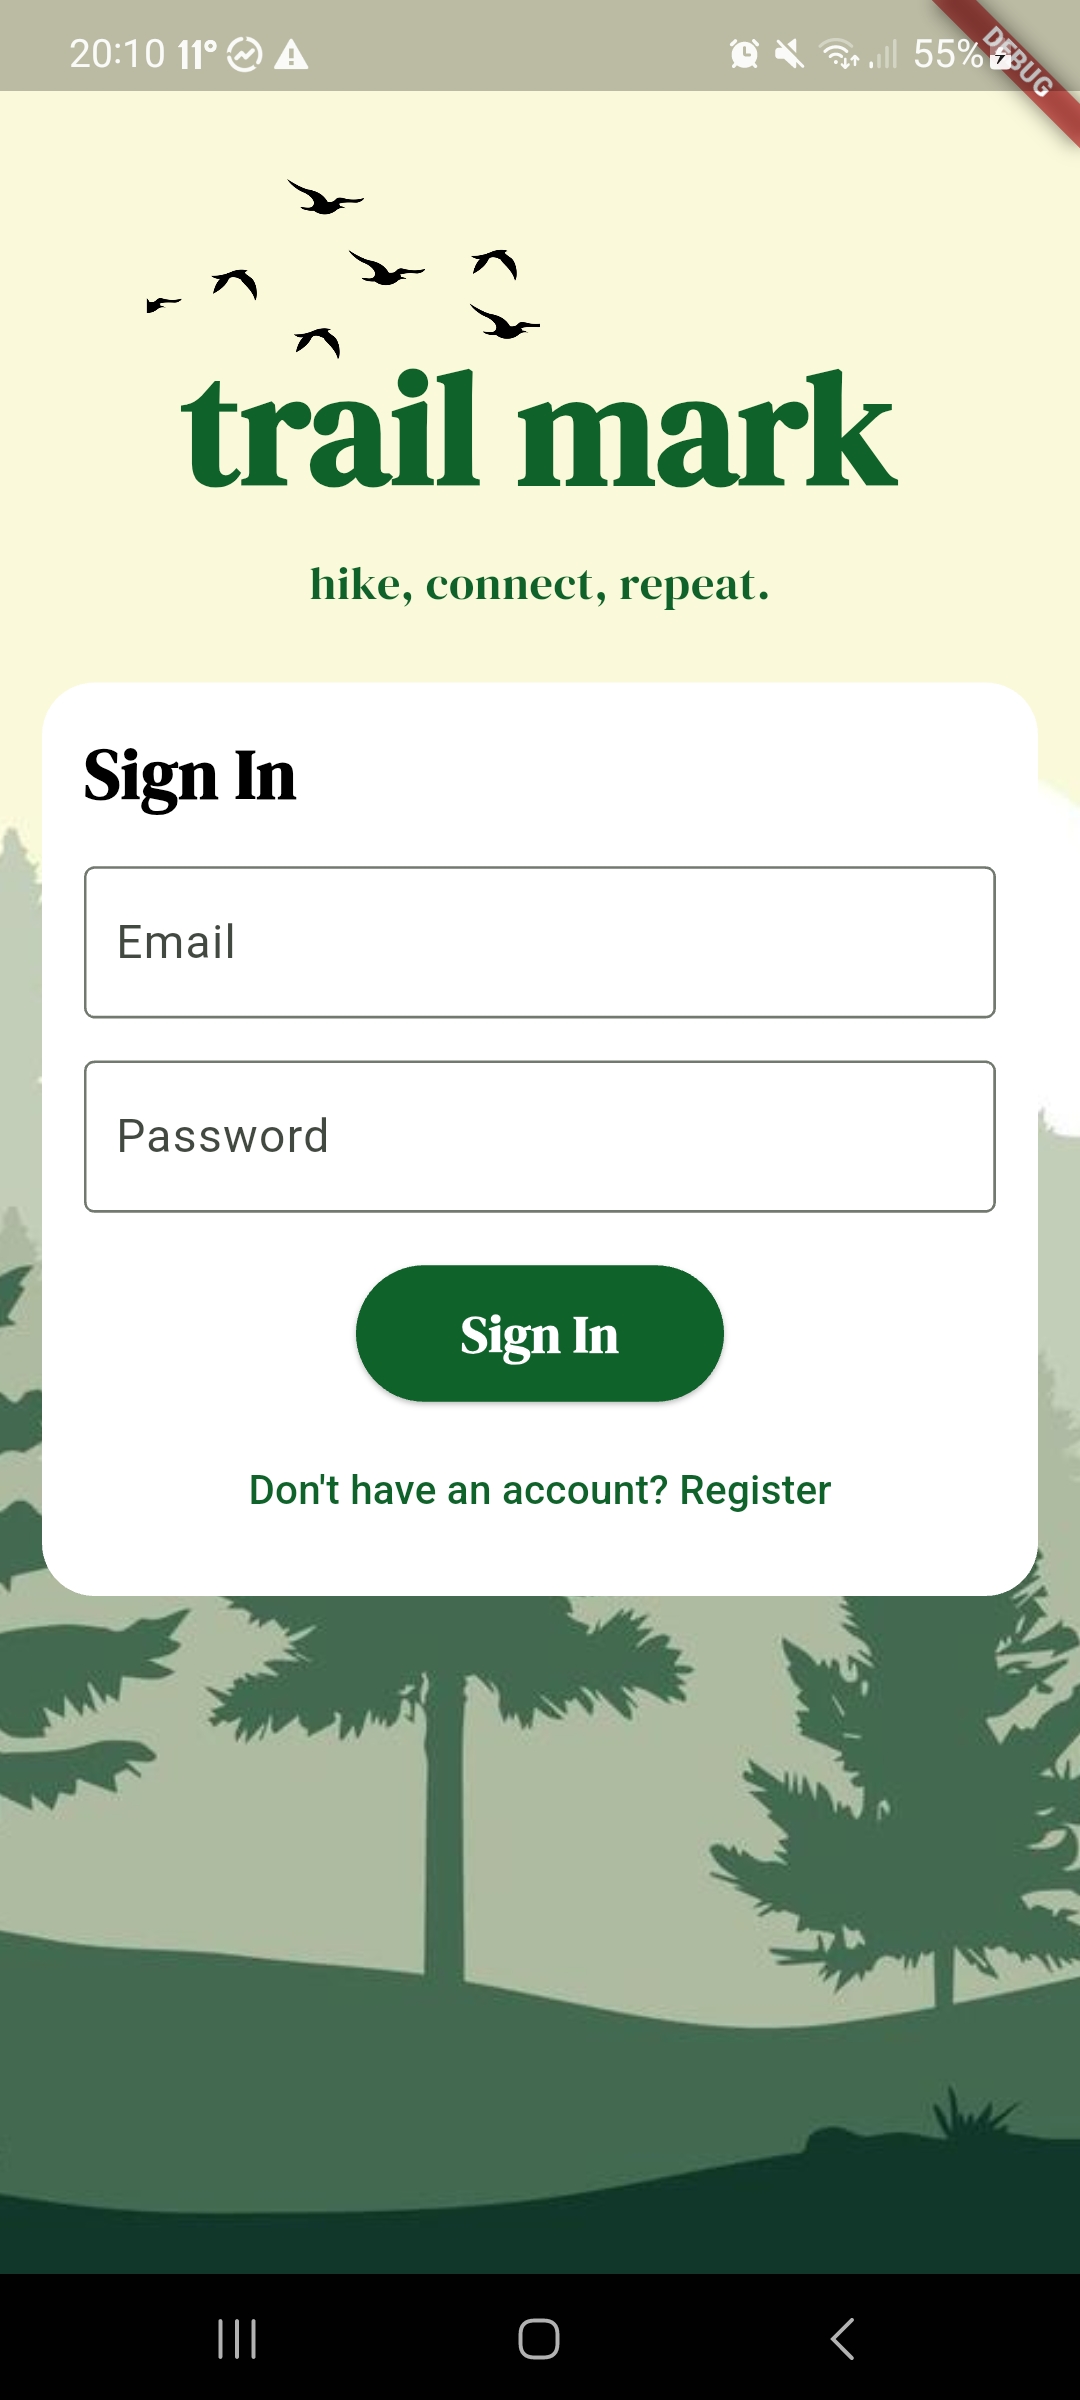 20:10 11° 55%
DEBUG
trail mark
hike, connect, repeat.
Sign In
Email
Password
Sign In
Don't have an account? Register